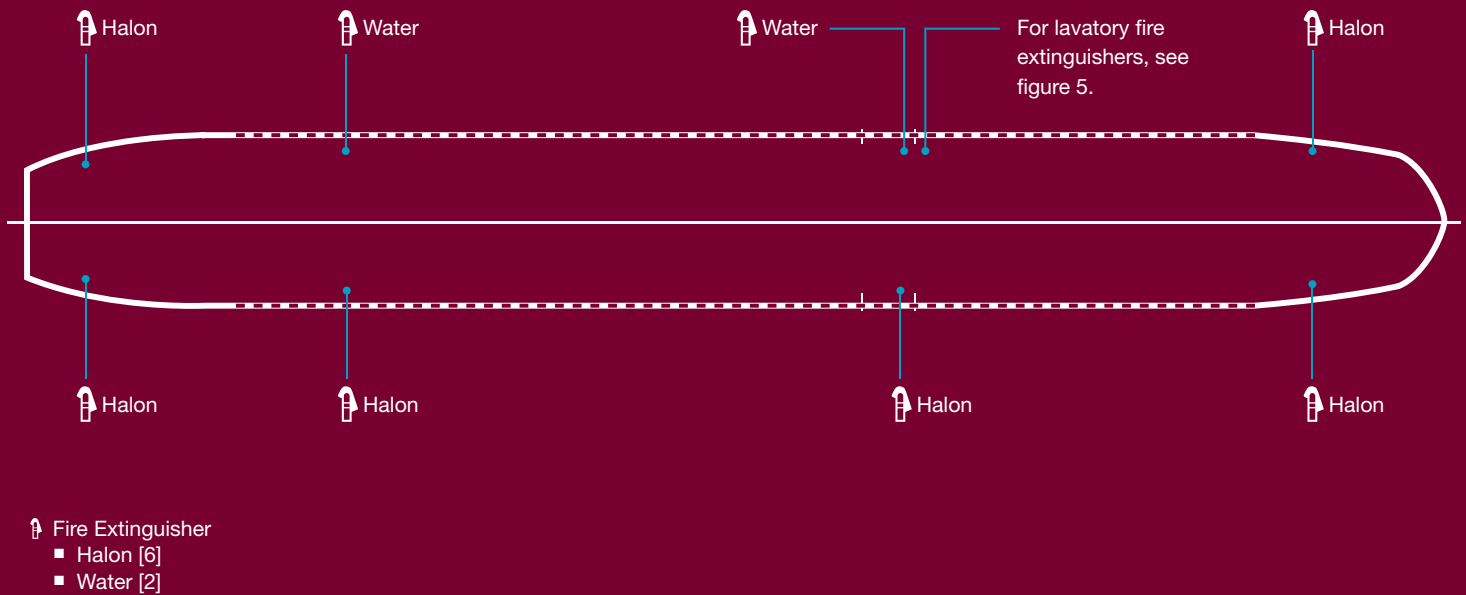 Halon
Water
Water
For lavatory fire
extinguishers, see
figure 5.
Halon
Halon
Halon
Halon
Halon
Fire Extinguisher
Halon [6]
Water [2]